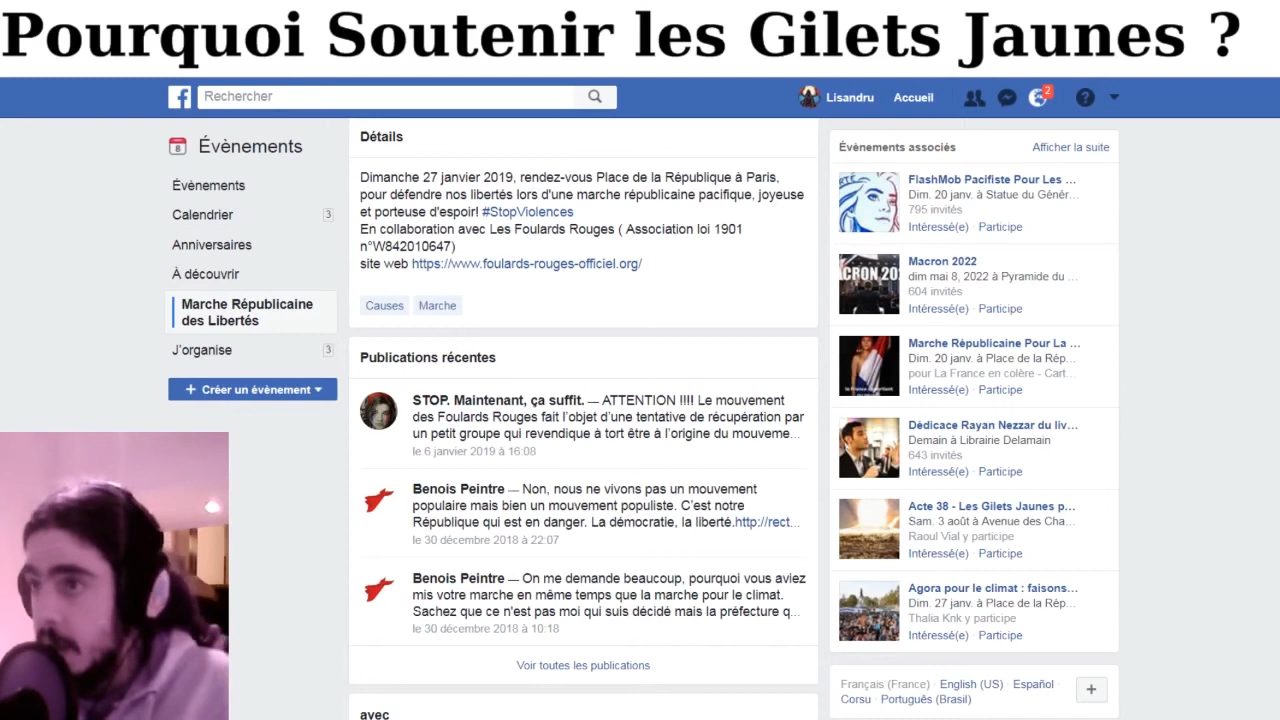 Pourquoi Soutenir les Gilets Jaunes ?
Rechercher
Lisandru
Accueil
2
Évènements
Évènements
Calendrier 3
Anniversaires
À découvrir
Marche Républicaine
des Libertés
J'organise 3
+ Créer un évènement
Détails
Dimanche 27 janvier 2019, rendez-vous Place de la République à Paris,
pour défendre nos libertés lors d'une marche républicaine pacifique, joyeuse
et porteuse d'espoir! #StopViolences
En collaboration avec Les Foulards Rouges ( Association loi 1901
n°W842010647)
site web https://www.foulards-rouges-officiel.org/
Causes Marche
Publications récentes
STOP. Maintenant, ça suffit. — ATTENTION !!!! Le mouvement
des Foulards Rouges fait l'objet d'une tentative de récupération par
un petit groupe qui revendique à tort être à l'origine du mouveme...
le 6 janvier 2019 à 16:08
Benois Peintre — Non, nous ne vivons pas un mouvement
populaire mais bien un mouvement populiste. C'est notre
République qui est en danger. La démocratie, la liberté.http://rect...
le 30 décembre 2018 à 22:07
Benois Peintre — On me demande beaucoup, pourquoi vous aviez
mis votre marche en même temps que la marche pour le climat.
Sachez que ce n'est pas moi qui suis décidé mais la préfecture q...
le 30 décembre 2018 à 10:18
Voir toutes les publications
avec
Évènements associés Afficher la suite
FlashMob Pacifiste Pour Les ...
Dim. 20 janv. à Statue du Génér...
795 invités
Intéressé(e) · Participe
Macron 2022
dim mai 8, 2022 à Pyramide du ...
604 invités
Intéressé(e) · Participe
Marche Républicaine Pour La ...
Dim. 20 janv. à Place de la Rép...
pour La France en colère - Cart...
Intéressé(e) · Participe
Dédicace Rayan Nezzar du liv...
Demain à Librairie Delamain
643 invités
Intéressé(e) · Participe
Acte 38 - Les Gilets Jaunes p...
Sam. 3 août à Avenue des Cha...
Raoul Vial y participe
Intéressé(e) · Participe
Agora pour le climat : faisons...
Dim. 27 janv. à Place de la Rép...
Thalia Knk y participe
Intéressé(e) · Participe
Français (France) · English (US) · Español ·
Corsu · Português (Brasil)